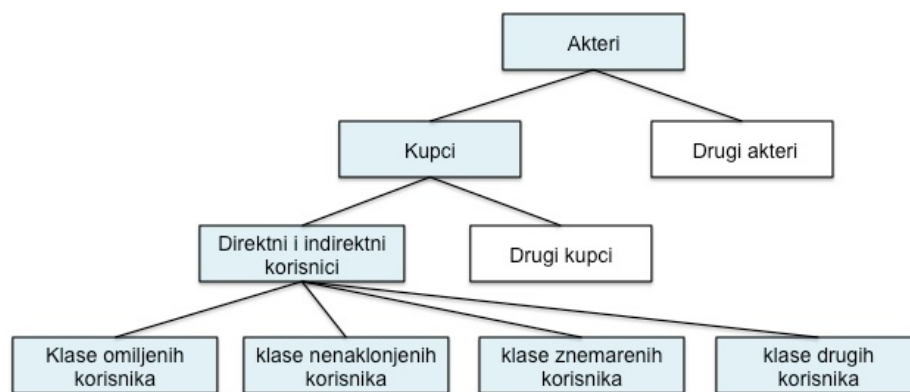 Akteri
Kupci
Drugi akteri
Direktni i indirektni
korisnici
Drugi kupci
Klase omiljenih
korisnika
klase nenaklonjenih
korisnika
klase znemarenih
korisnika
klase drugih
korisnika